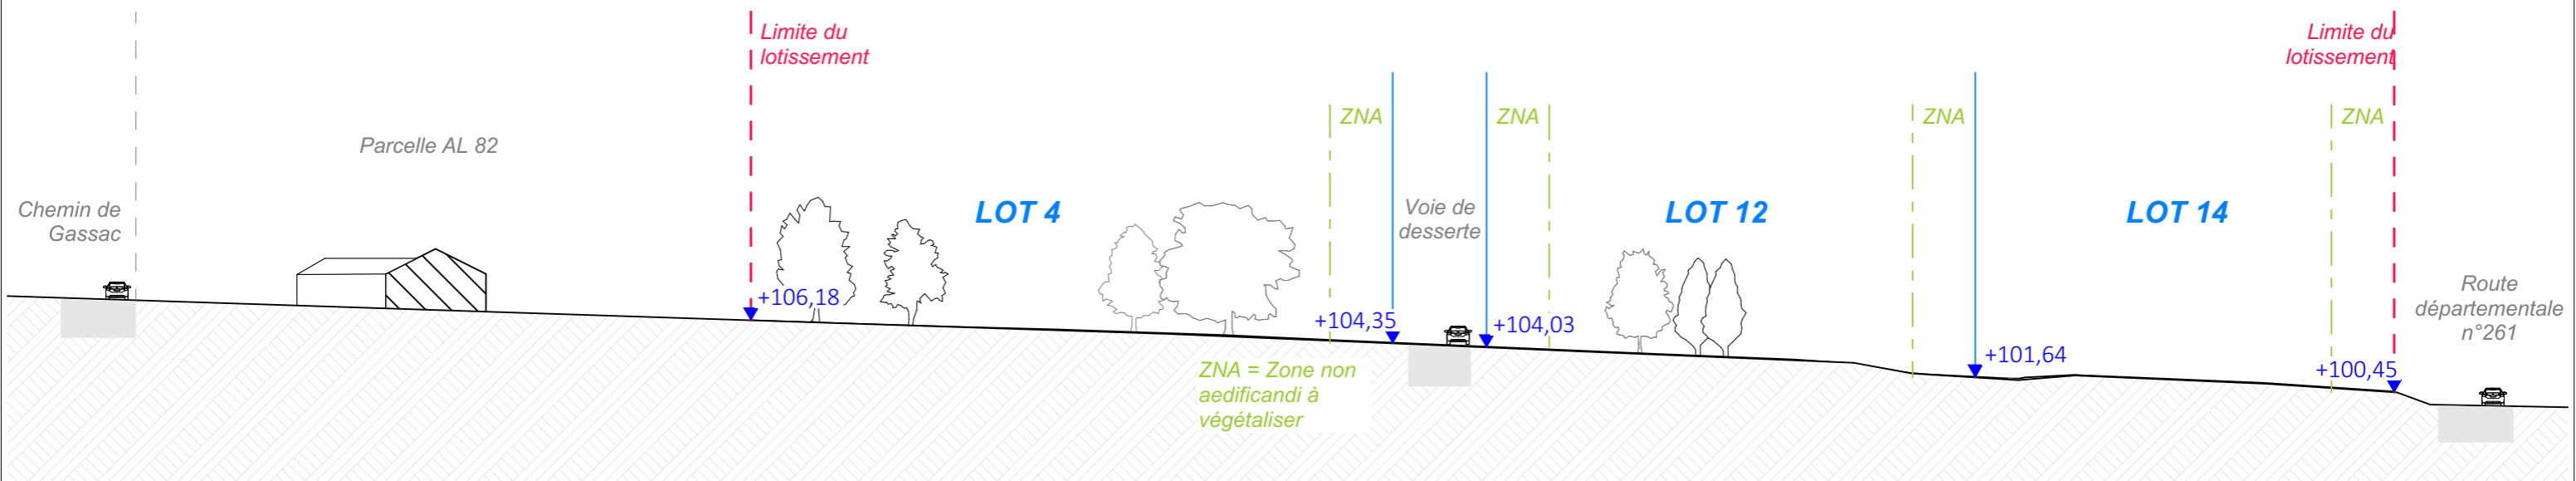 Limite du
lotissement
Limite du
lotissement
ZNA
ZNA
ZNA
ZNA
Parcelle AL 82
Chemin de
Gassac
LOT 4
Voie de
desserte
LOT 12
LOT 14
Route
départementale
n°261
+106,18
+104,35
+104,03
+101,64
+100,45
ZNA = Zone non
aedificandi à
végétaliser